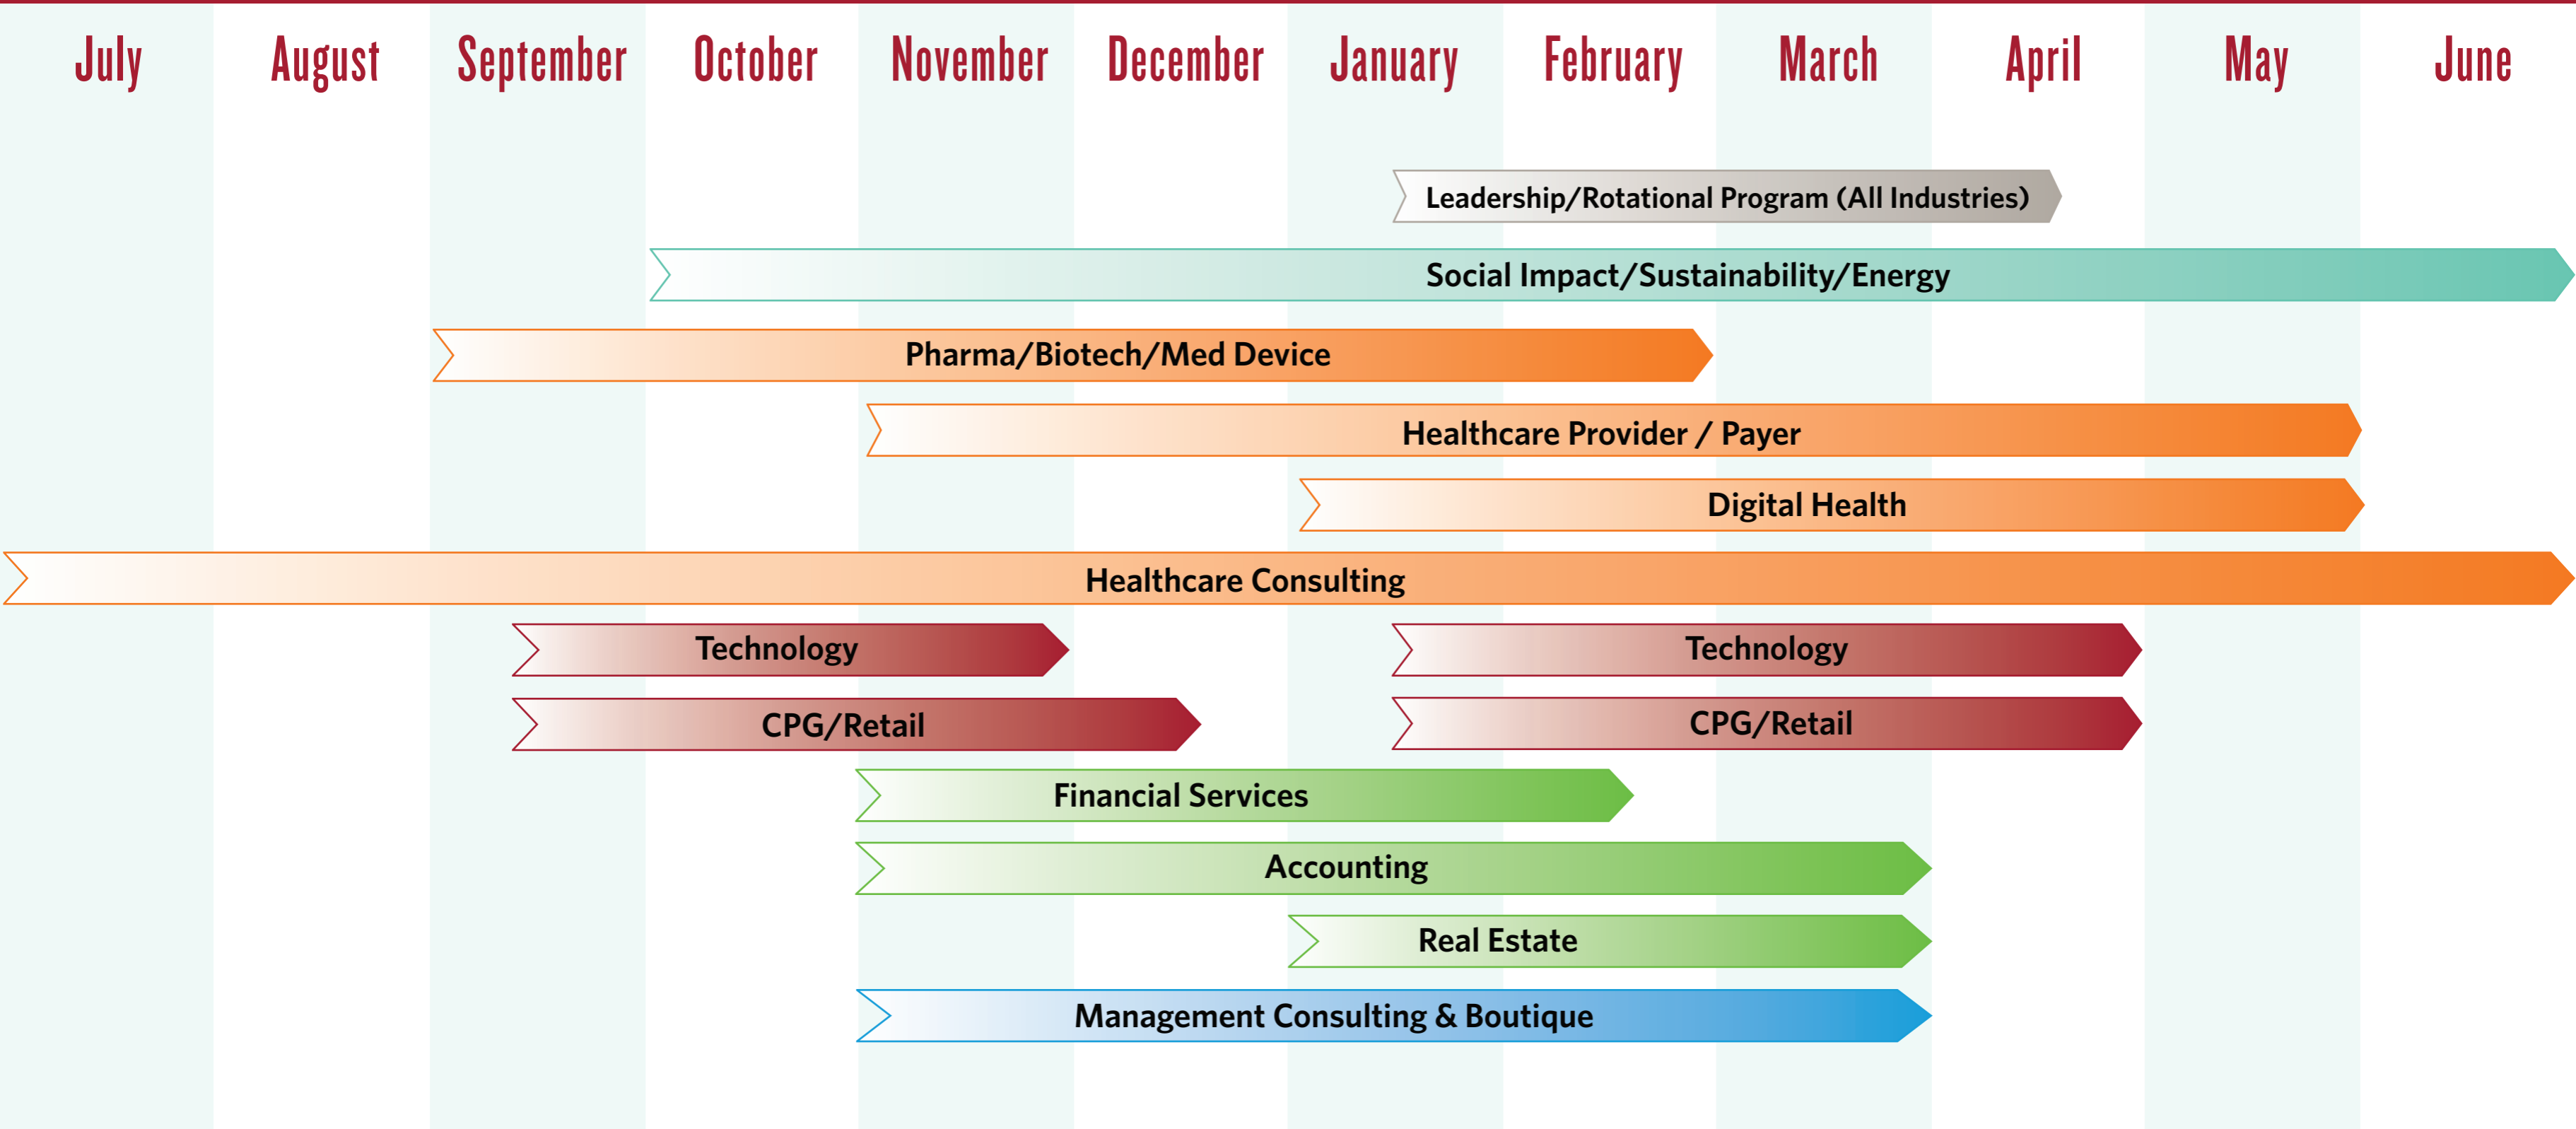 July August September October November December January February March April May June
Leadership/Rotational Program (All Industries)
Social Impact/Sustainability/Energy
Pharma/Biotech/Med Device
Healthcare Provider / Payer
Digital Health
Healthcare Consulting
Technology Technology
CPG/Retail CPG/Retail
Financial Services
Accounting
Real Estate
Management Consulting & Boutique